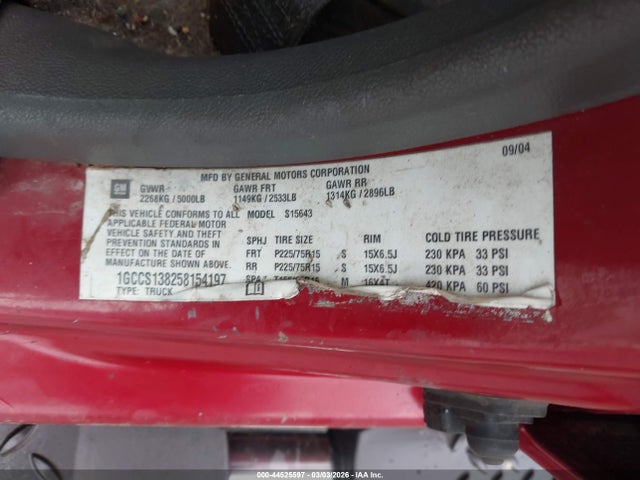 MFD BY GENERAL MOTORS CORPORATION 09/04
GM GVWR GAWR FRT GAWR RR
2268KG / 5000LB 1149KG / 2533LB 1314KG / 2896LB
THIS VEHICLE CONFORMS TO ALL MODEL S15643
APPLICABLE FEDERAL MOTOR
VEHICLE SAFETY AND THEFT
PREVENTION STANDARDS IN
EFFECT ON THE DATE OF
MANUFACTURE SHOWN ABOVE.
1GCCS138258154197
TYPE: TRUCK
SPHJ TIRE SIZE RIM COLD TIRE PRESSURE
FRT P225/75R15 S 15X6.5J 230 KPA 33 PSI
RR P225/75R15 S 15X6.5J 230 KPA 33 PSI
SPA M 16X4T 420 KPA 60 PSI
000-44525597 - 03/03/2026 - IAA, Inc.